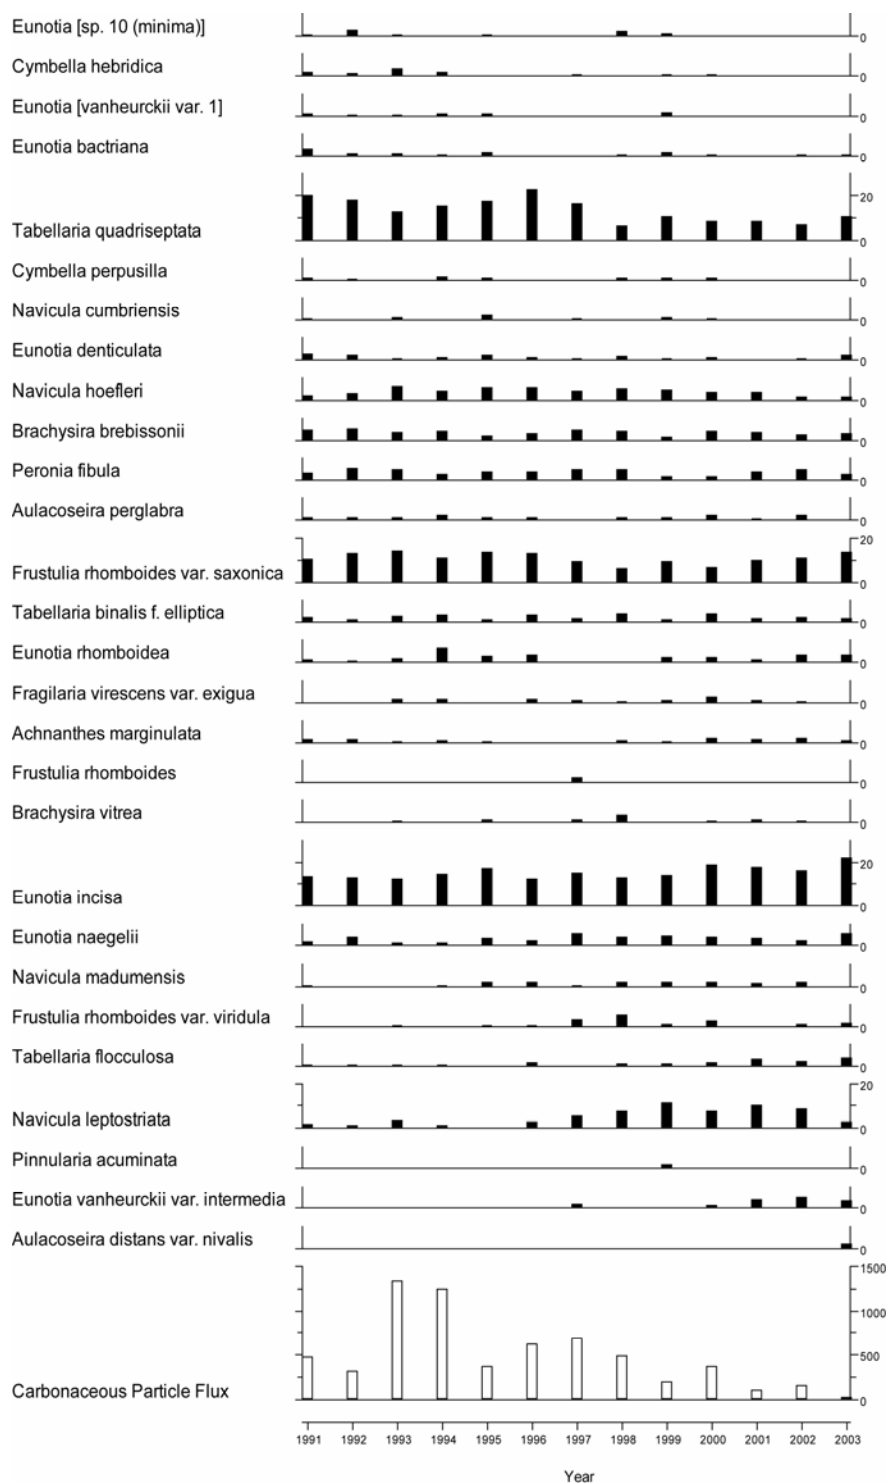 Eunotia [sp. 10 (minima)] 0
Cymbella hebridica 0
Eunotia [vanheurckii var. 1] 0
Eunotia bactriana 0
20
Tabellaria quadriseptata 0
Cymbella perpusilla 0
Navicula cumbriensis 0
Eunotia denticulata 0
Navicula hoefleri 0
Brachysira brebissonii 0
Peronia fibula 0
Aulacoseira perglabra 0
20
Frustulia rhomboides var. saxonica 0
Tabellaria binalis f. elliptica 0
Eunotia rhomboidea 0
Fragilaria virescens var. exigua 0
Achnanthes marginulata 0
Frustulia rhomboides 0
Brachysira vitrea 0
20
Eunotia incisa 0
Eunotia naegelii 0
Navicula madumensis 0
Frustulia rhomboides var. viridula 0
Tabellaria flocculosa 0
20
Navicula leptostriata 0
Pinnularia acuminata 0
Eunotia vanheurckii var. intermedia 0
Aulacoseira distans var. nivalis 0
1500
1000
500
Carbonaceous Particle Flux 0
1991 1992 1993 1994 1995 1996 1997 1998 1999 2000 2001 2002 2003
Year